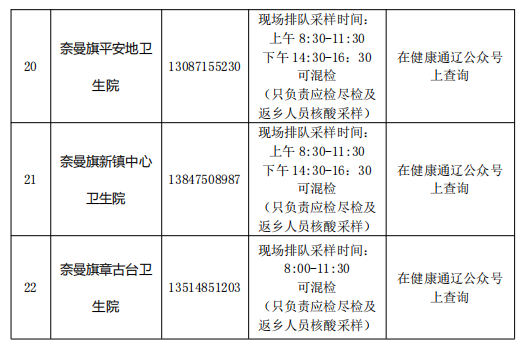 20
奈曼旗平安地卫
生院
13087155230
现场排队采样时间：
上午 8:30-11:30
下午 14:30-16：30
可混检
（只负责应检尽检及
返乡人员核酸采样）
在健康通辽公众号
上查询
21
奈曼旗新镇中心
卫生院
13847508987
现场排队采样时间：
上午 8:30-11:30
下午 14:30-16：30
可混检
（只负责应检尽检及
返乡人员核酸采样）
在健康通辽公众号
上查询
22
奈曼旗章古台卫
生院
13514851203
现场排队采样时间：
8:00-11:30
可混检
（只负责应检尽检及
返乡人员核酸采样）
在健康通辽公众号
上查询